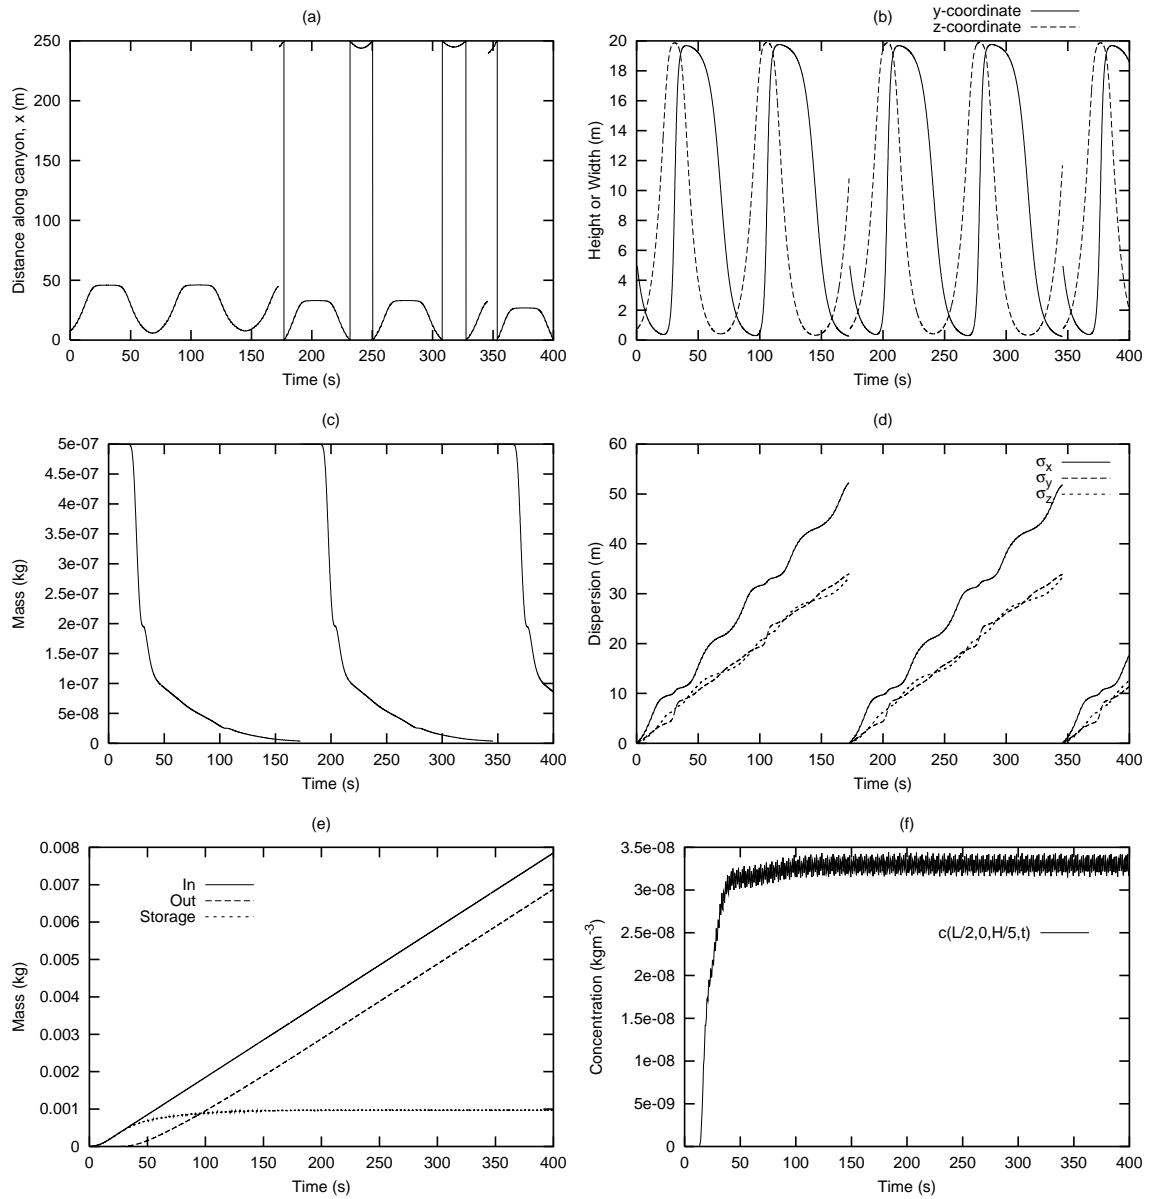 (a)
250
200
150
100
50
0
Distance along canyon, x (m)
0 50 100 150 200 250 300 350 400
Time (s)
(b)
y-coordinate
z-coordinate
20
18
16
14
12
10
8
6
4
2
0
Height or Width (m)
0 50 100 150 200 250 300 350 400
Time (s)
(c)
5e-07
4.5e-07
4e-07
3.5e-07
3e-07
2.5e-07
2e-07
1.5e-07
1e-07
5e-08
0
Mass (kg)
0 50 100 150 200 250 300 350 400
Time (s)
(d)
60
50
40
30
20
10
0
Dispersion (m)
σx
σy
σz
0 50 100 150 200 250 300 350 400
Time (s)
(e)
0.008
0.007
0.006
0.005
0.004
0.003
0.002
0.001
0
Mass (kg)
In
Out
Storage
0 50 100 150 200 250 300 350 400
Time (s)
(f)
3.5e-08
3e-08
2.5e-08
2e-08
1.5e-08
1e-08
5e-09
0
Concentration (kgm-3)
c(L/2,0,H/5,t)
0 50 100 150 200 250 300 350 400
Time (s)